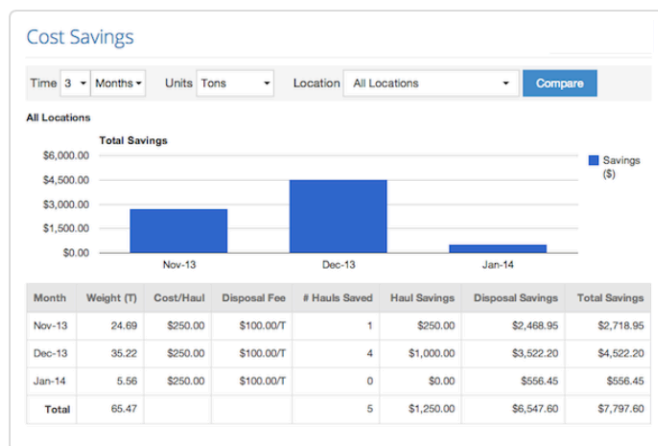 Cost Savings
Time 3 Months Units Tons Location All Locations Compare
All Locations
Total Savings
$6,000.00
$4,500.00
$3,000.00
$1,500.00
$0.00
Nov-13 Dec-13 Jan-14
Savings
($)
Month Weight (T) Cost/Haul Disposal Fee # Hauls Saved Haul Savings Disposal Savings Total Savings
Nov-13 24.69 $250.00 $100.00/T 1 $250.00 $2,468.95 $2,718.95
Dec-13 35.22 $250.00 $100.00/T 4 $1,000.00 $3,522.20 $4,522.20
Jan-14 5.56 $250.00 $100.00/T 0 $0.00 $556.45 $556.45
Total 65.47 5 $1,250.00 $6,547.60 $7,797.60